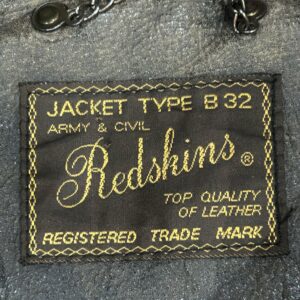 JACKET TYPE B 32
ARMY & CIVIL
Redskins ®
TOP QUALITY
OF LEATHER
REGISTERED TRADE MARK